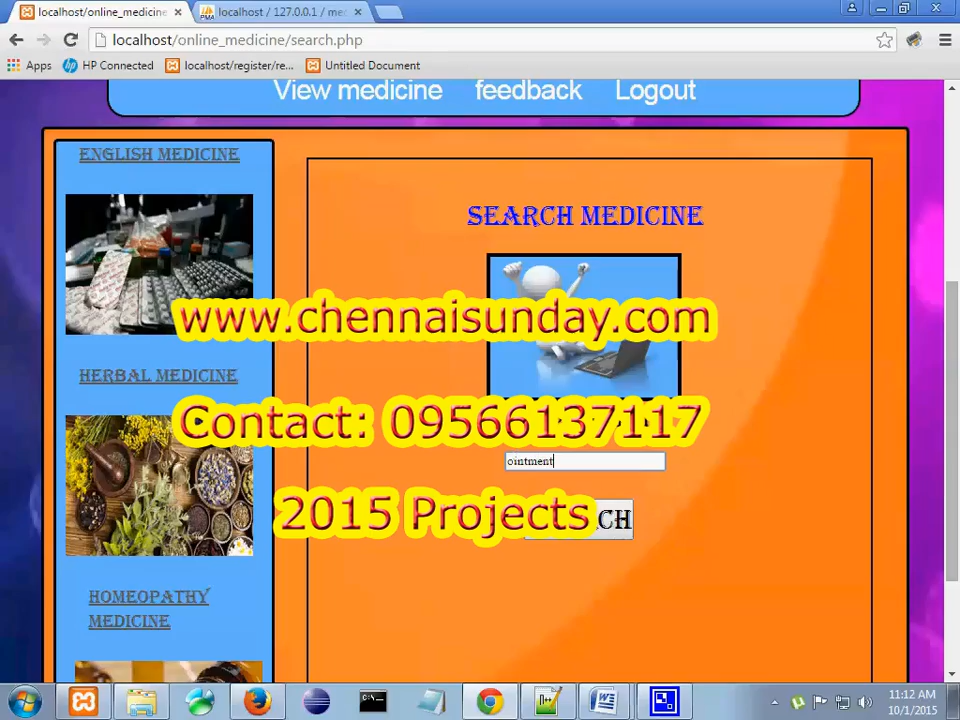 localhost/online_medicine
localhost / 127.0.0.1 / mec
localhost/online_medicine/search.php
Apps
HP Connected
localhost/register/re...
Untitled Document
View medicine
feedback
Logout
ENGLISH MEDICINE
SEARCH MEDICINE
www.chennaisunday.com
HERBAL MEDICINE
Contact: 09566137117
ointment
2015 Projects
CH
HOMEOPATHY
MEDICINE
11:12 AM
10/1/2015